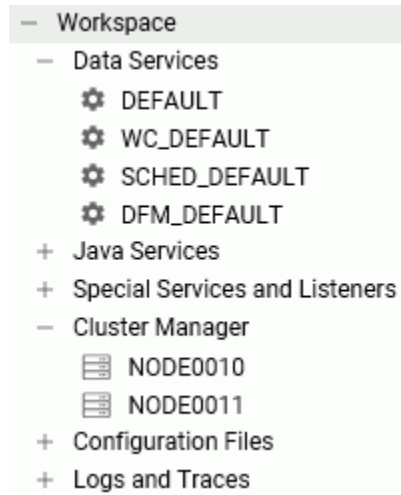 Workspace
Data Services
DEFAULT
WC_DEFAULT
SCHED_DEFAULT
DFM_DEFAULT
Java Services
Special Services and Listeners
Cluster Manager
NODE0010
NODE0011
Configuration Files
Logs and Traces